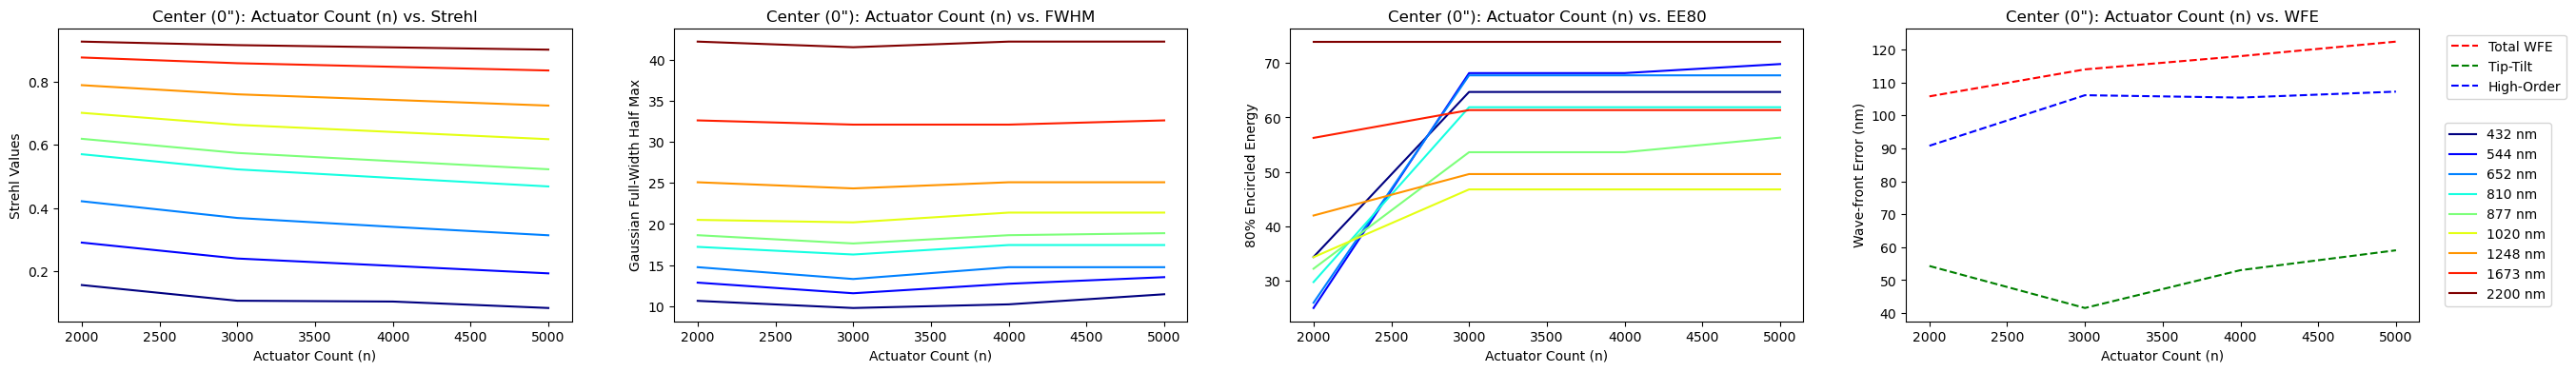 Center (0"): Actuator Count (n) vs. Strehl
Strehl Values
0.8
0.6
0.4
0.2
2000 2500 3000 3500 4000 4500 5000
Actuator Count (n)
Center (0"): Actuator Count (n) vs. FWHM
Gaussian Full-Width Half Max
40
35
30
25
20
15
10
2000 2500 3000 3500 4000 4500 5000
Actuator Count (n)
Center (0"): Actuator Count (n) vs. EE80
80% Encircled Energy
70
60
50
40
30
2000 2500 3000 3500 4000 4500 5000
Actuator Count (n)
Center (0"): Actuator Count (n) vs. WFE
Wave-front Error (nm)
120
110
100
90
80
70
60
50
40
2000 2500 3000 3500 4000 4500 5000
Actuator Count (n)
Total WFE
Tip-Tilt
High-Order
432 nm
544 nm
652 nm
810 nm
877 nm
1020 nm
1248 nm
1673 nm
2200 nm